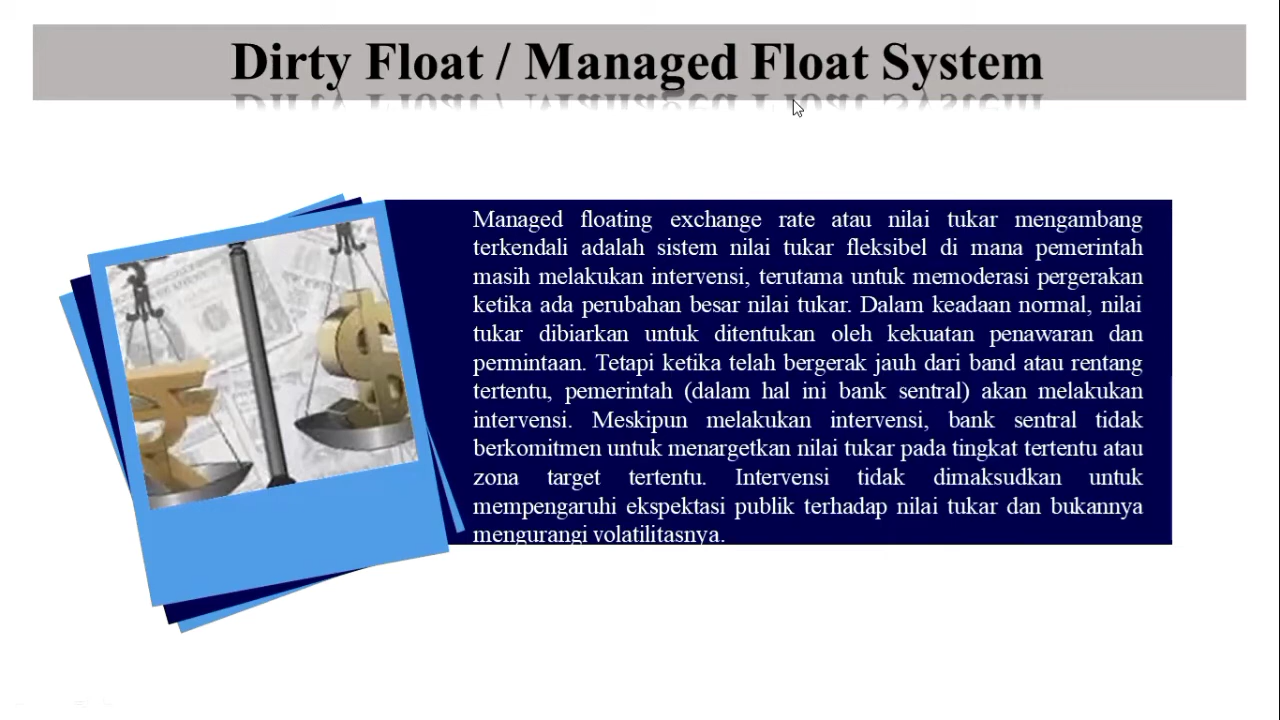 Dirty Float / Managed Float System
Managed floating exchange rate atau nilai tukar mengambang
terkendali adalah sistem nilai tukar fleksibel di mana pemerintah
masih melakukan intervensi, terutama untuk memoderasi pergerakan
ketika ada perubahan besar nilai tukar. Dalam keadaan normal, nilai
tukar dibiarkan untuk ditentukan oleh kekuatan penawaran dan
permintaan. Tetapi ketika telah bergerak jauh dari band atau rentang
tertentu, pemerintah (dalam hal ini bank sentral) akan melakukan
intervensi. Meskipun melakukan intervensi, bank sentral tidak
berkomitmen untuk menargetkan nilai tukar pada tingkat tertentu atau
zona target tertentu. Intervensi tidak dimaksudkan untuk
mempengaruhi ekspektasi publik terhadap nilai tukar dan bukannya
mengurangi volatilitasnya.